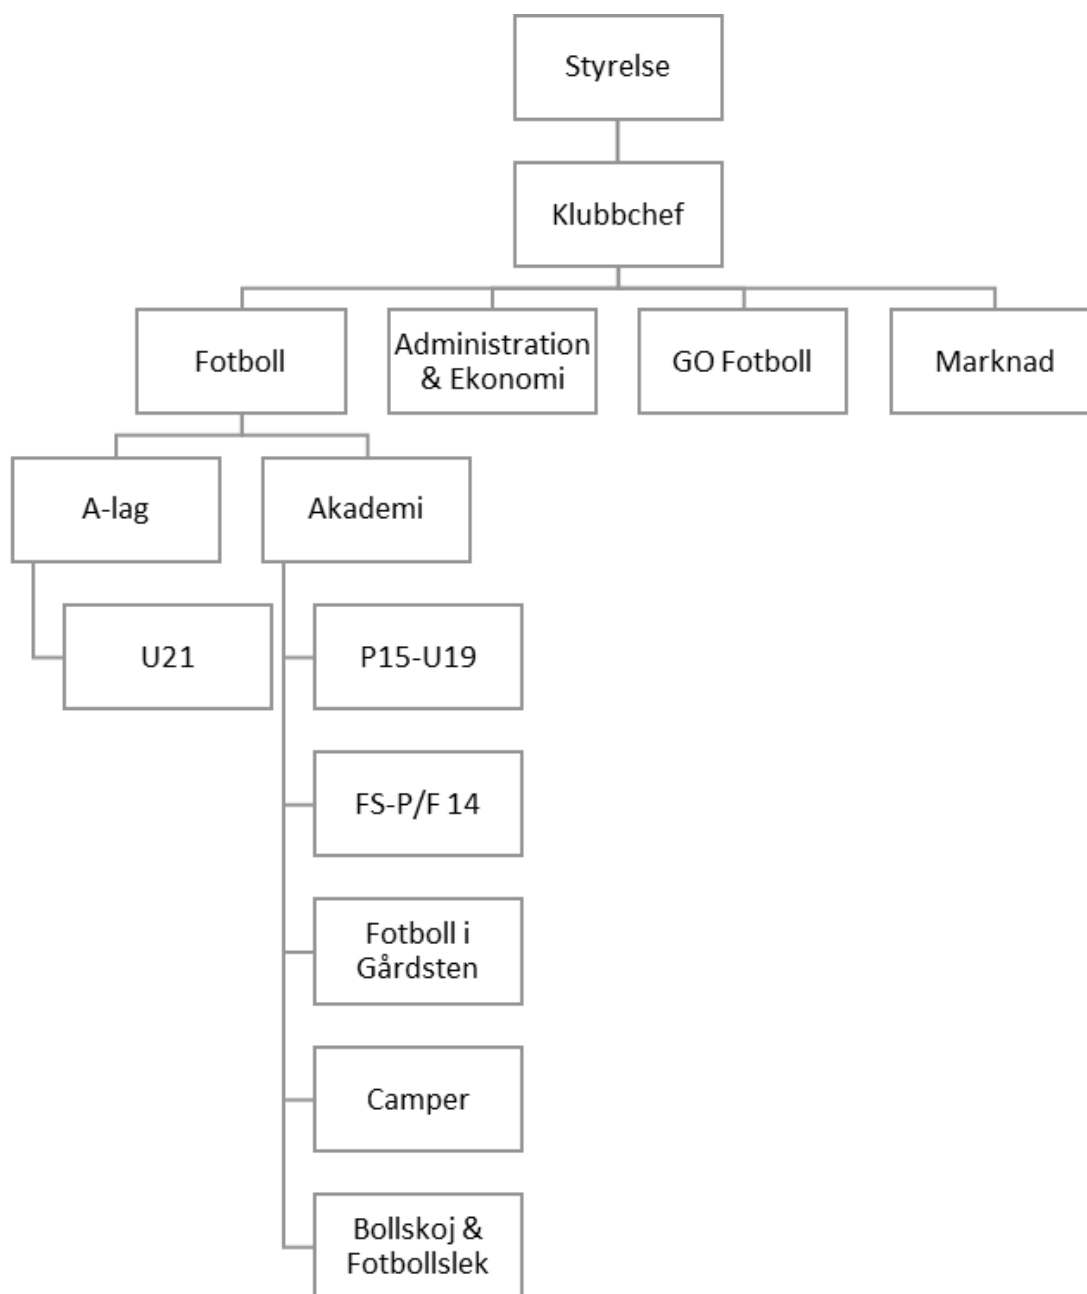 Styrelse
Klubbchef
Fotboll
Administration
& Ekonomi
GO Fotboll
Marknad
A-lag
Akademi
U21
P15-U19
FS-P/F 14
Fotboll i
Gårdsten
Camper
Bollskoj &
Fotbollslek